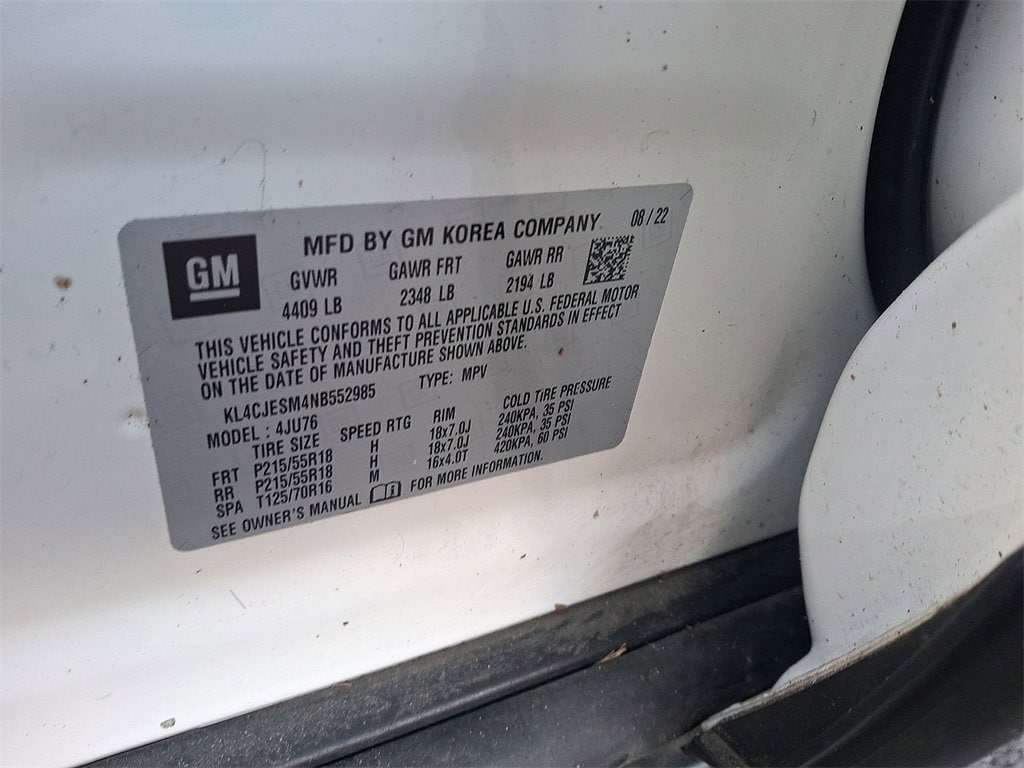 GM
MFD BY GM KOREA COMPANY 08 / 22
GVWR GAWR FRT GAWR RR
4409 LB 2348 LB 2194 LB
THIS VEHICLE CONFORMS TO ALL APPLICABLE U.S. FEDERAL MOTOR
VEHICLE SAFETY AND THEFT PREVENTION STANDARDS IN EFFECT
ON THE DATE OF MANUFACTURE SHOWN ABOVE.
KL4CJESM4NB552985 TYPE: MPV
MODEL : 4JU76
TIRE SIZE SPEED RTG RIM COLD TIRE PRESSURE
FRT P215/55R18 H 18x7.0J 240KPA, 35 PSI
RR P215/55R18 H 18x7.0J 240KPA, 35 PSI
SPA T125/70R16 M 16x4.0T 420KPA, 60 PSI
SEE OWNER'S MANUAL FOR MORE INFORMATION.